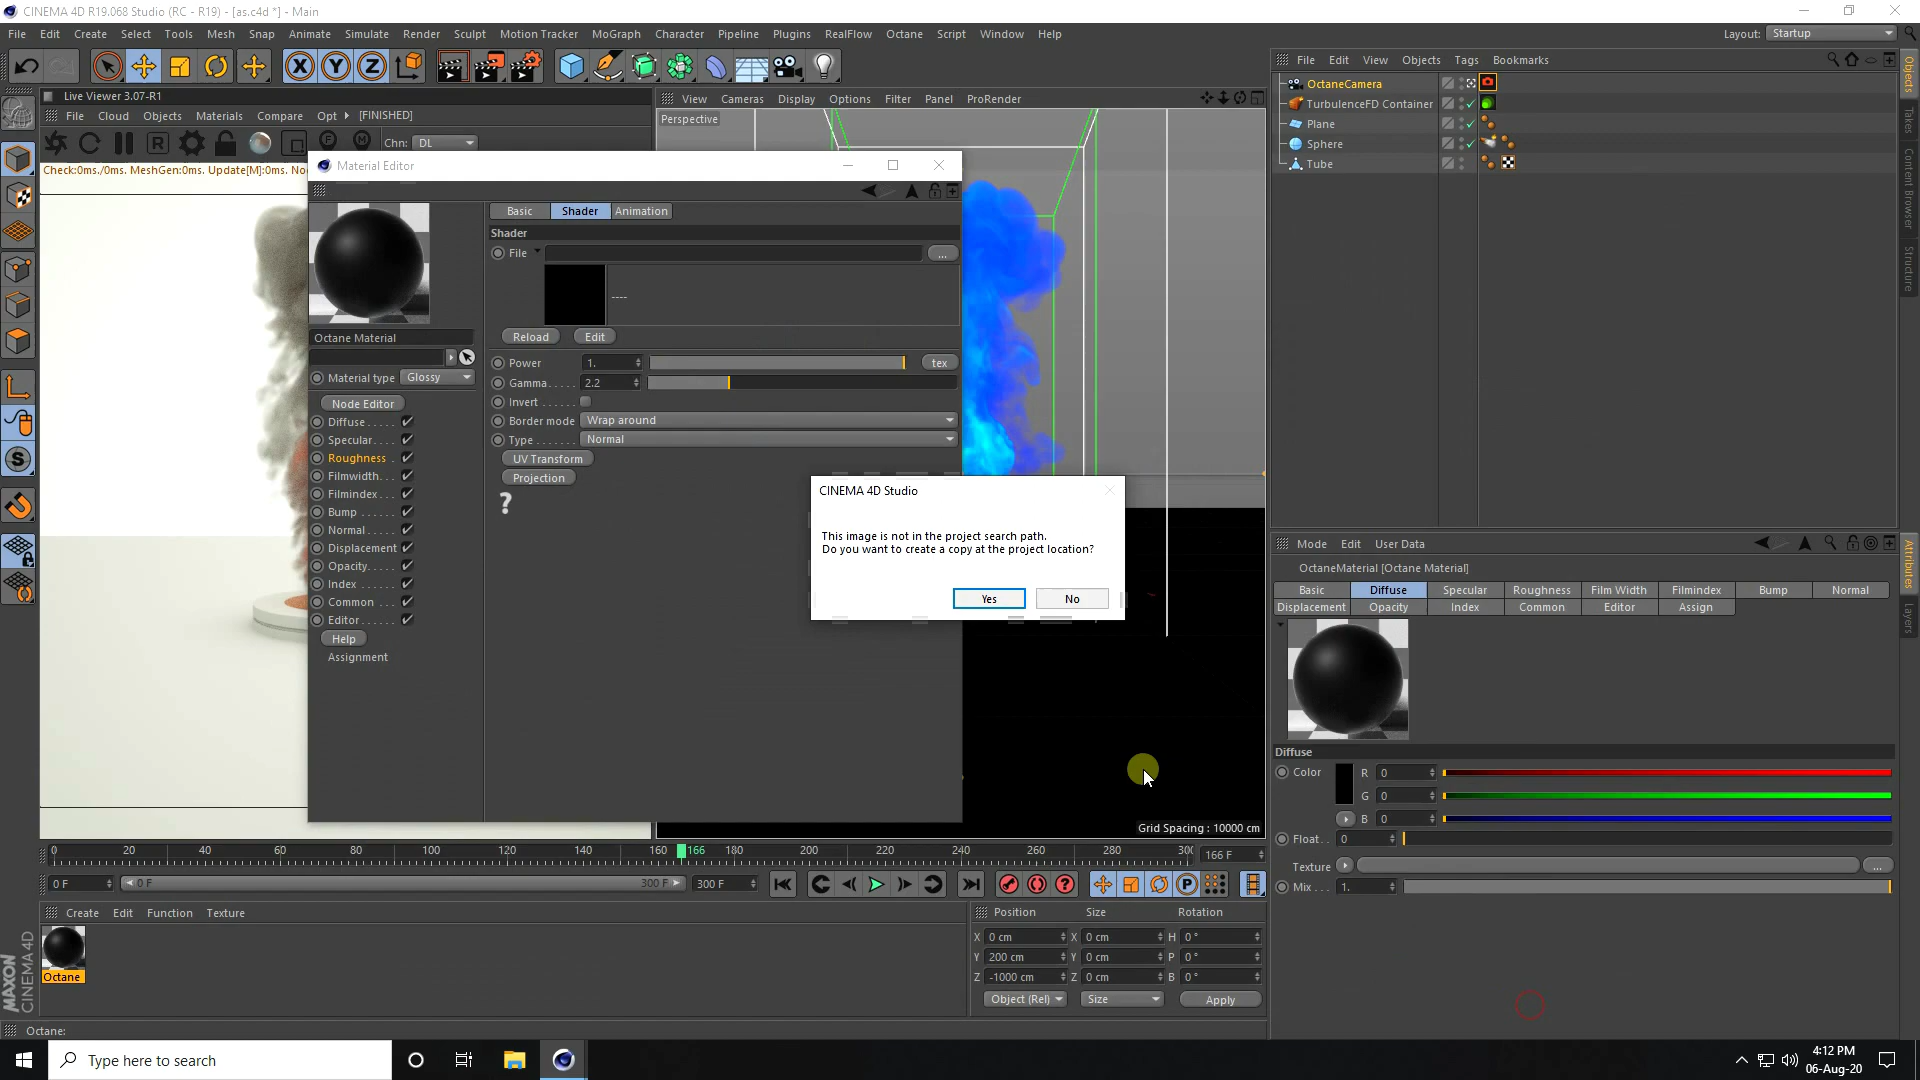 CINEMA 4D R19.068 Studio (RC - R19) - [as.c4d *] - Main
File Edit Create Select Tools Mesh Snap Animate Simulate Render Sculpt Motion Tracker MoGraph Character Pipeline Plugins RealFlow Octane Script Window Help
Layout: Startup
Live Viewer 3.07-R1
File Cloud Objects Materials Compare Opt [FINISHED]
Chn: DL
Check:0ms./0ms. MeshGen:0ms. Update[M]:0ms. No
View Cameras Display Options Filter Panel ProRender
Perspective
Grid Spacing : 10000 cm
Material Editor
Octane Material
Material type Glossy
Node Editor
Diffuse
Specular
Roughness
Filmwidth
Filmindex
Bump
Normal
Displacement
Opacity
Index
Common
Editor
Help
Assignment
Basic Shader Animation
Shader
File
...
----
Reload Edit
Power 1. tex
Gamma 2.2
Invert
Border mode Wrap around
Type Normal
UV Transform
Projection
?
CINEMA 4D Studio
This image is not in the project search path.
Do you want to create a copy at the project location?
Yes No
File Edit View Objects Tags Bookmarks
OctaneCamera
TurbulenceFD Container
Plane
Sphere
Tube
Objects
Takes
Content Browser
Structure
Mode Edit User Data
OctaneMaterial [Octane Material]
Basic Diffuse Specular Roughness Film Width Filmindex Bump Normal
Displacement Opacity Index Common Editor Assign
Diffuse
Color R 0
G 0
B 0
Float 0
Texture ...
Mix 1.
Attributes
Layers
0 20 40 60 80 100 120 140 160 166 180 200 220 240 260 280 300
166 F
0 F 0 F 300 F 300 F
Create Edit Function Texture
Octane
MAXON
CINEMA 4D
Position Size Rotation
X 0 cm X 0 cm H 0 °
Y 200 cm Y 0 cm P 0 °
Z -1000 cm Z 0 cm B 0 °
Object (Rel) Size Apply
Octane:
Type here to search
4:12 PM
06-Aug-20